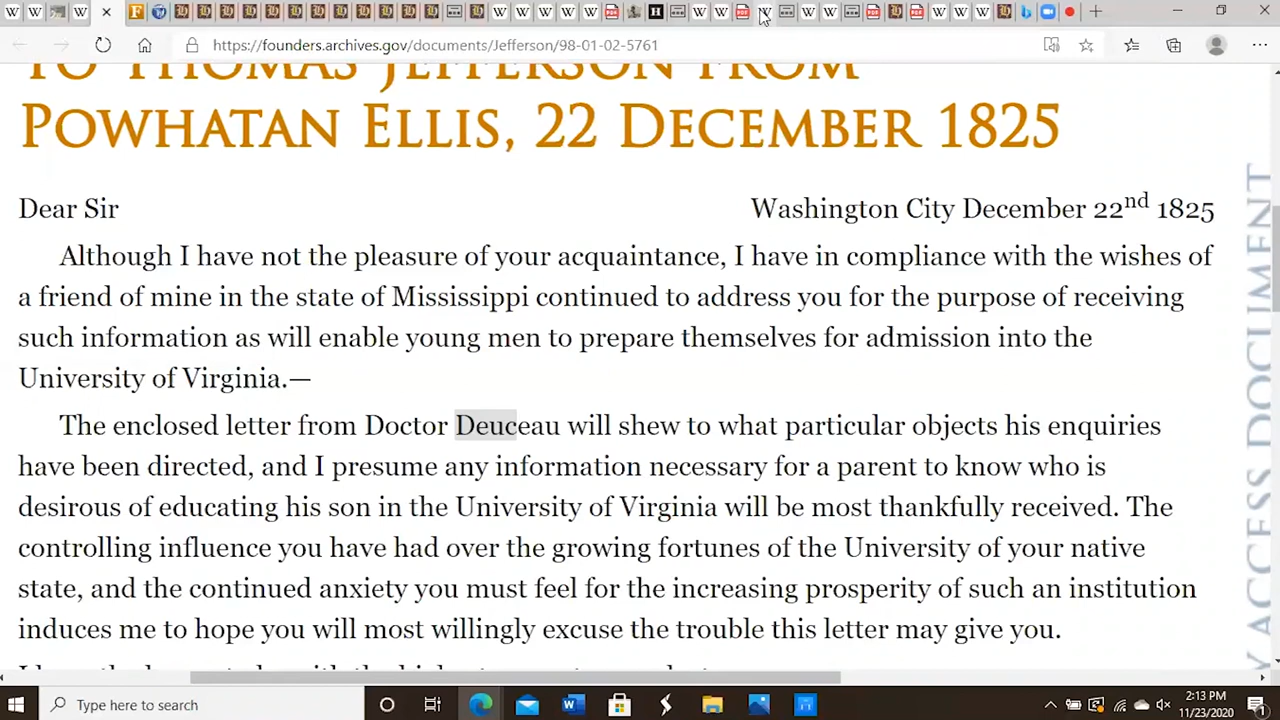 https://founders.archives.gov/documents/Jefferson/98-01-02-5761
TO THOMAS JEFFERSON FROM
POWHATAN ELLIS, 22 DECEMBER 1825
Dear Sir
Washington City December 22nd 1825
Although I have not the pleasure of your acquaintance, I have in compliance with the wishes of
a friend of mine in the state of Mississippi continued to address you for the purpose of receiving
such information as will enable young men to prepare themselves for admission into the
University of Virginia.—
The enclosed letter from Doctor Deuceau will shew to what particular objects his enquiries
have been directed, and I presume any information necessary for a parent to know who is
desirous of educating his son in the University of Virginia will be most thankfully received. The
controlling influence you have had over the growing fortunes of the University of your native
state, and the continued anxiety you must feel for the increasing prosperity of such an institution
induces me to hope you will most willingly excuse the trouble this letter may give you.
Y ACCESS DOCUMENT
Type here to search
2:13 PM
11/23/2020